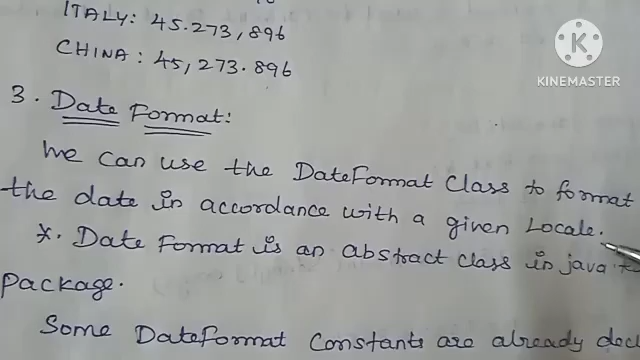 ITALY: 45.273,896
CHINA: 45,273.896
3. Date Format:
We can use the DateFormat Class to format
the date in accordance with a given Locale.
*. Date Format is an abstract class in java
Package.
Some DateFormat Constants are already
K
KINEMASTER